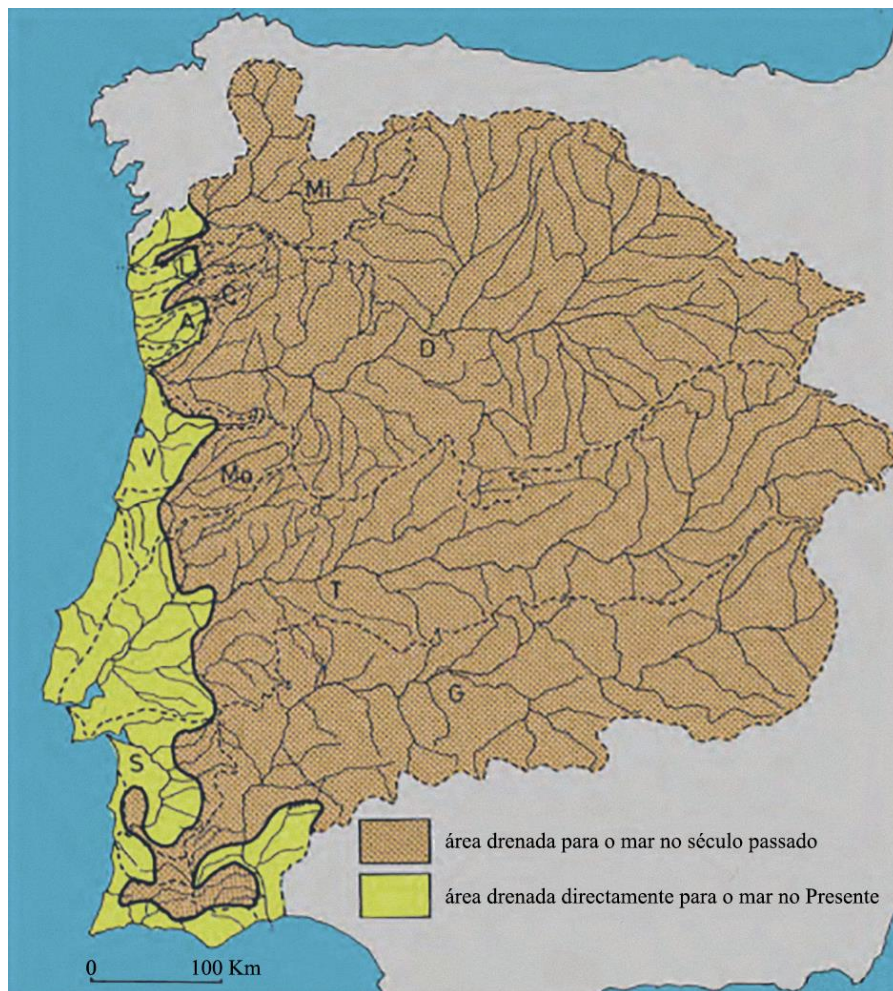 Mi
L
C
A
D
V
Mo
T
G
S
área drenada para o mar no século passado
área drenada directamente para o mar no Presente
0 100 Km